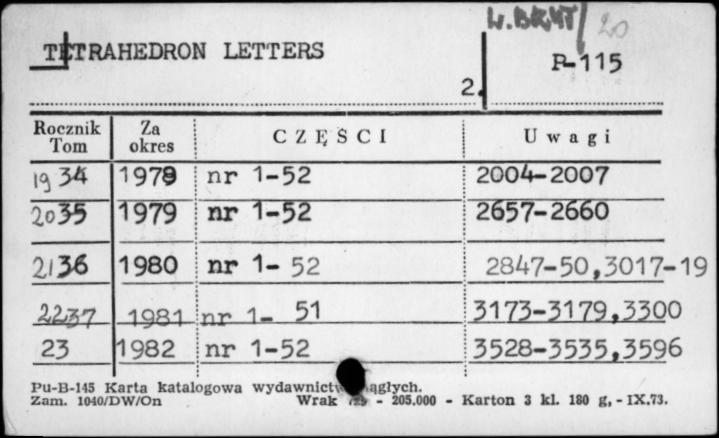 W. BRYT/ 20
TETRAHEDRON LETTERS
P-115
2.
Rocznik Tom Za okres CZĘŚCI Uwagi
19 34 1978 nr 1-52 2004-2007
20 35 1979 nr 1-52 2657-2660
21 36 1980 nr 1- 52 2847-50,3017-19
22 37 1981 nr 1- 51 3173-3179,3300
23 1982 nr 1-52 3528-3535,3596
Pu-B-145 Karta katalogowa wydawnictw ciągłych.
Zam. 1040/DW/On Wrak - 205.000 - Karton 3 kl. 180 g, - IX.73.